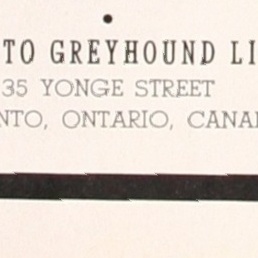 TO GREYHOUND LI
35 YONGE STREET
NTO, ONTARIO, CANA